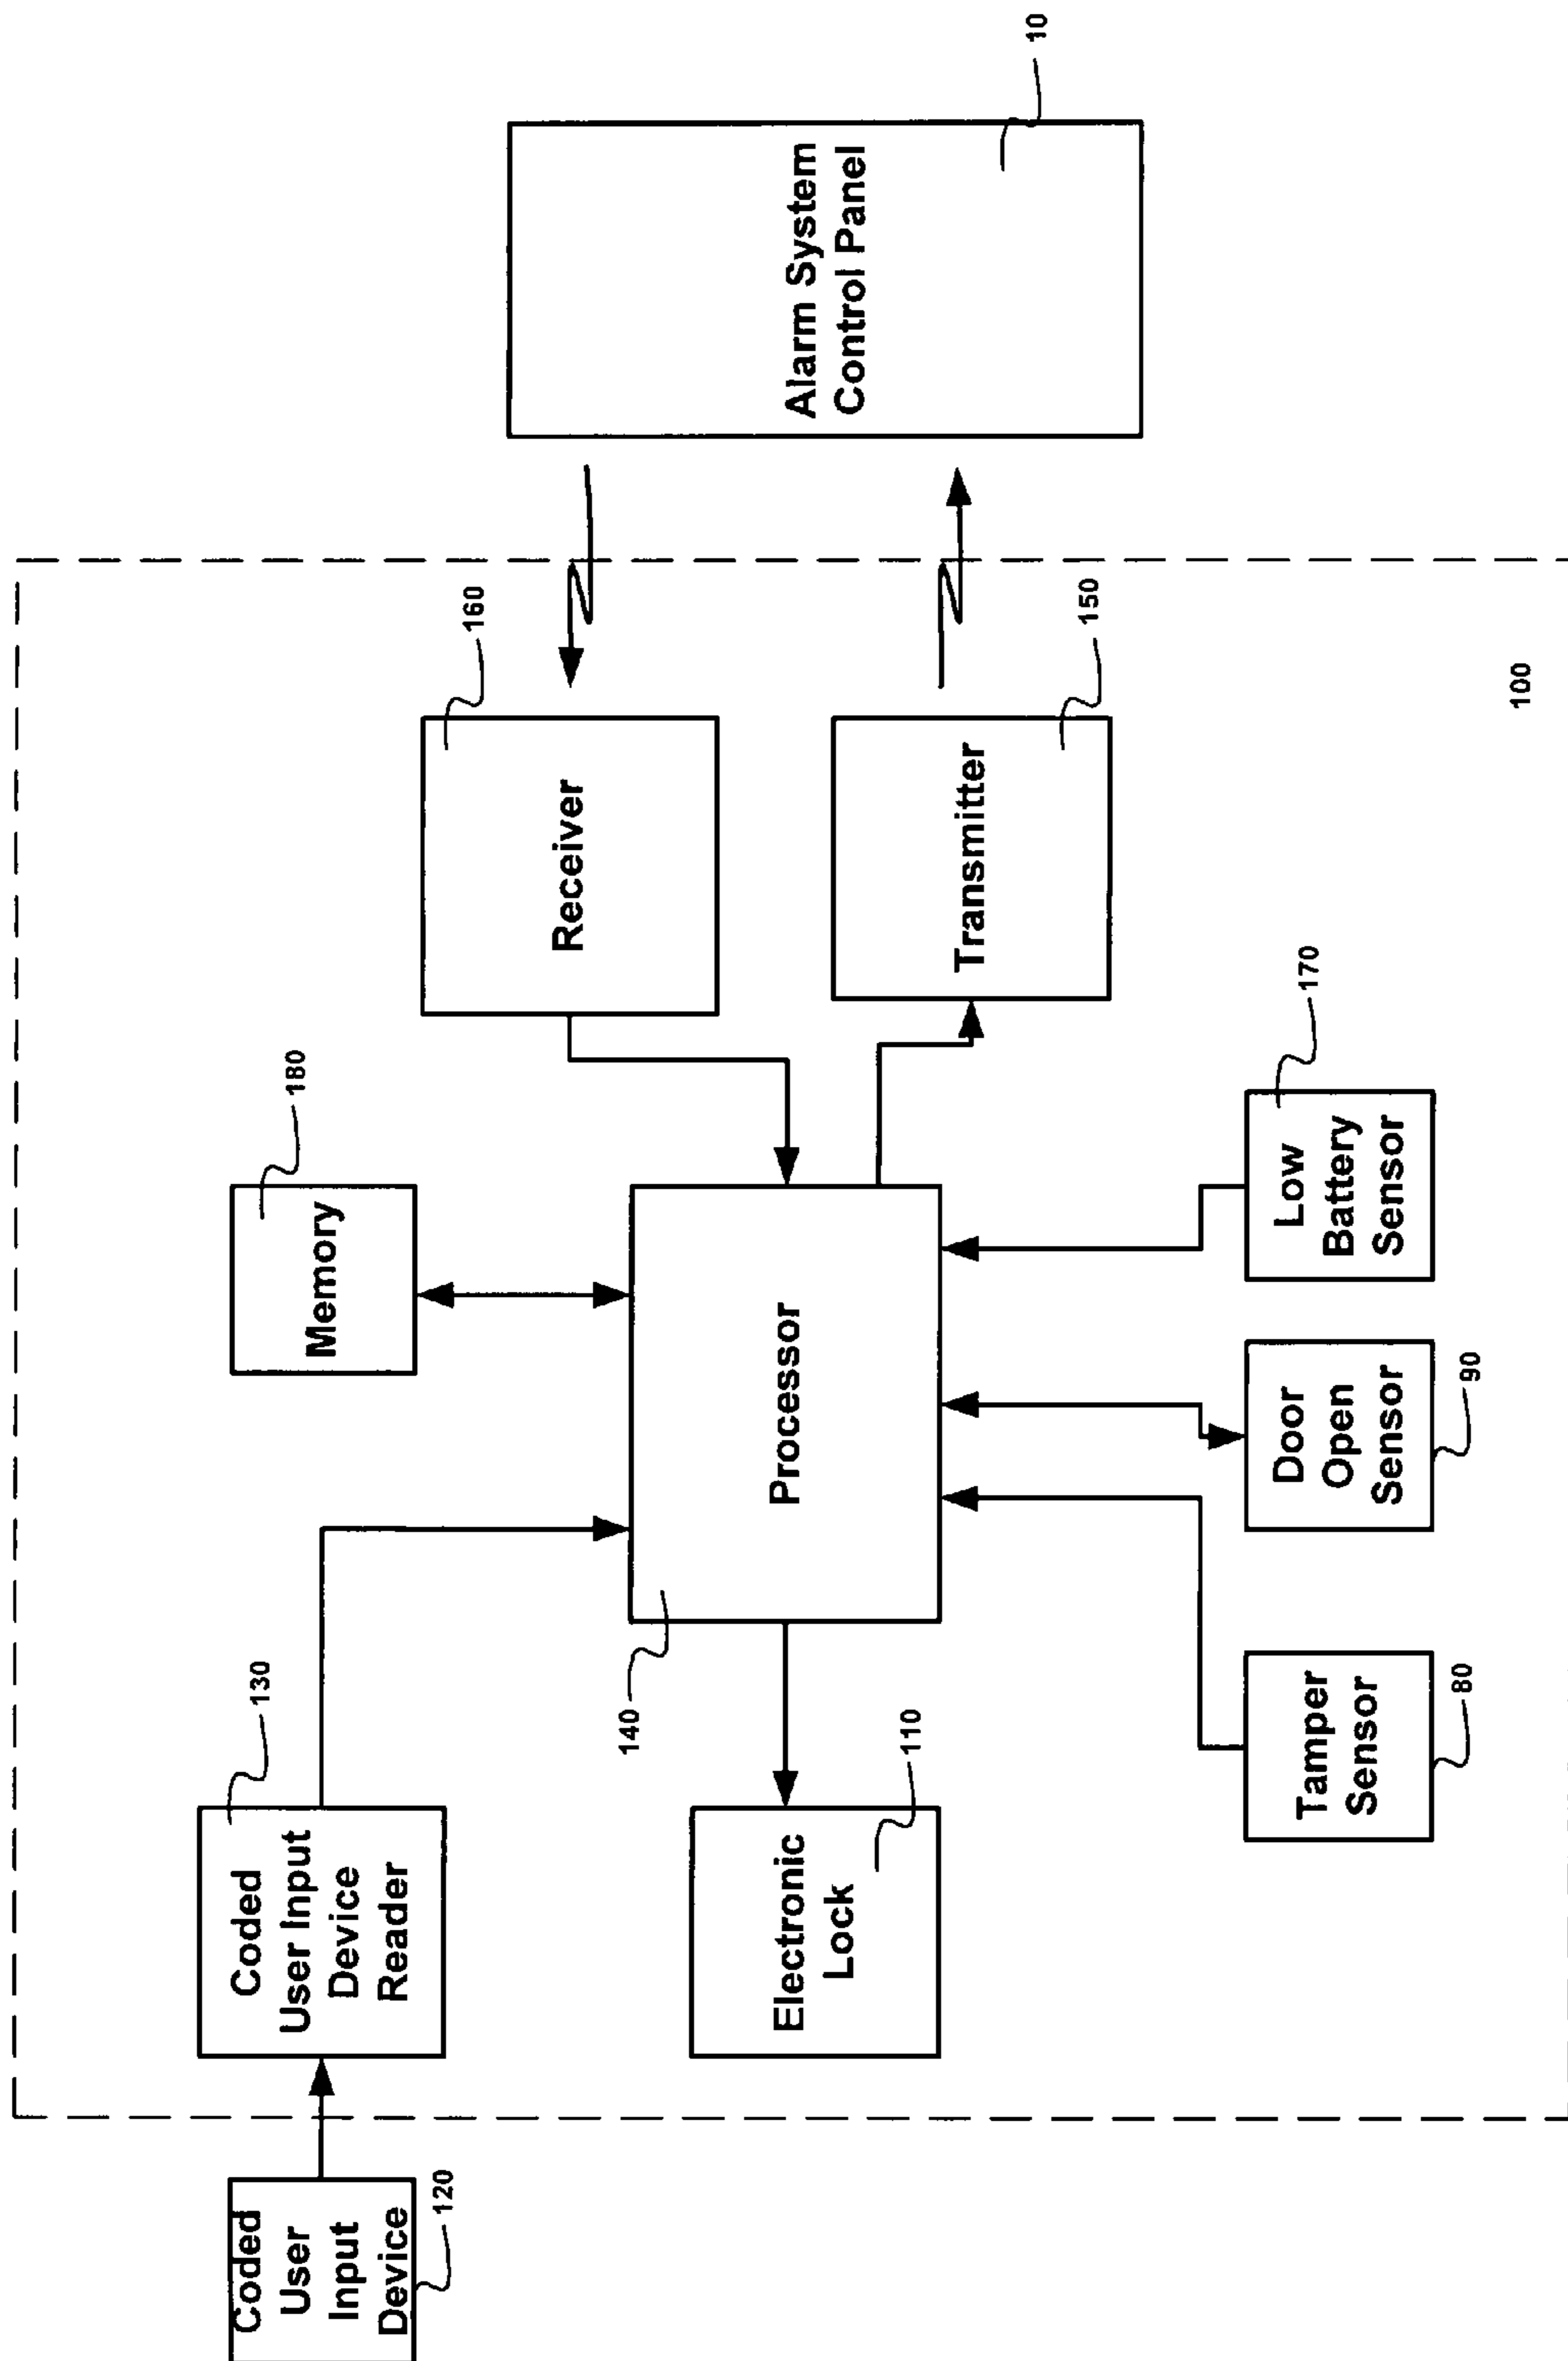 Coded
User
Input
Device
120
Coded
User Input
Device
Reader
130
Memory
180
Receiver
160
Electronic
Lock
110
Processor
140
Transmitter
150
Alarm System
Control Panel
10
Tamper
Sensor
80
Door
Open
Sensor
90
Low
Battery
Sensor
170
100